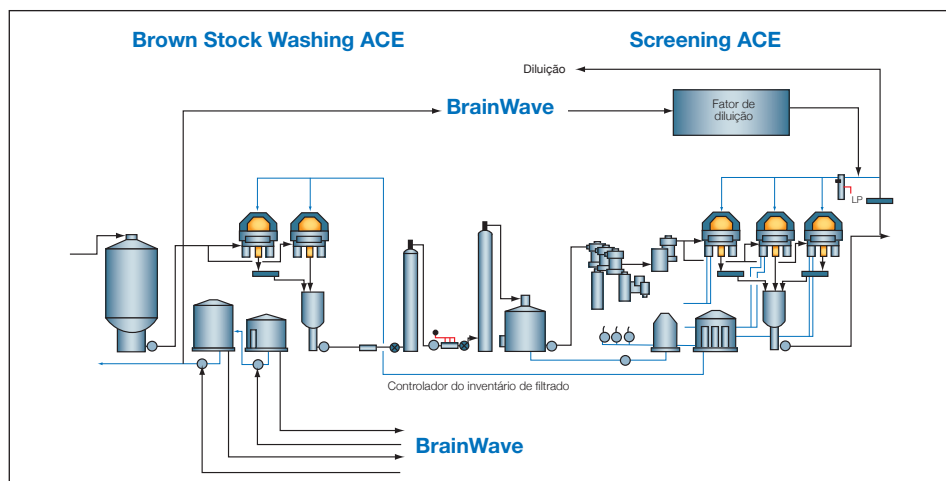 Brown Stock Washing ACE
Screening ACE
Diluição
BrainWave
Fator de
diluição
LP
Controlador do inventário de filtrado
BrainWave